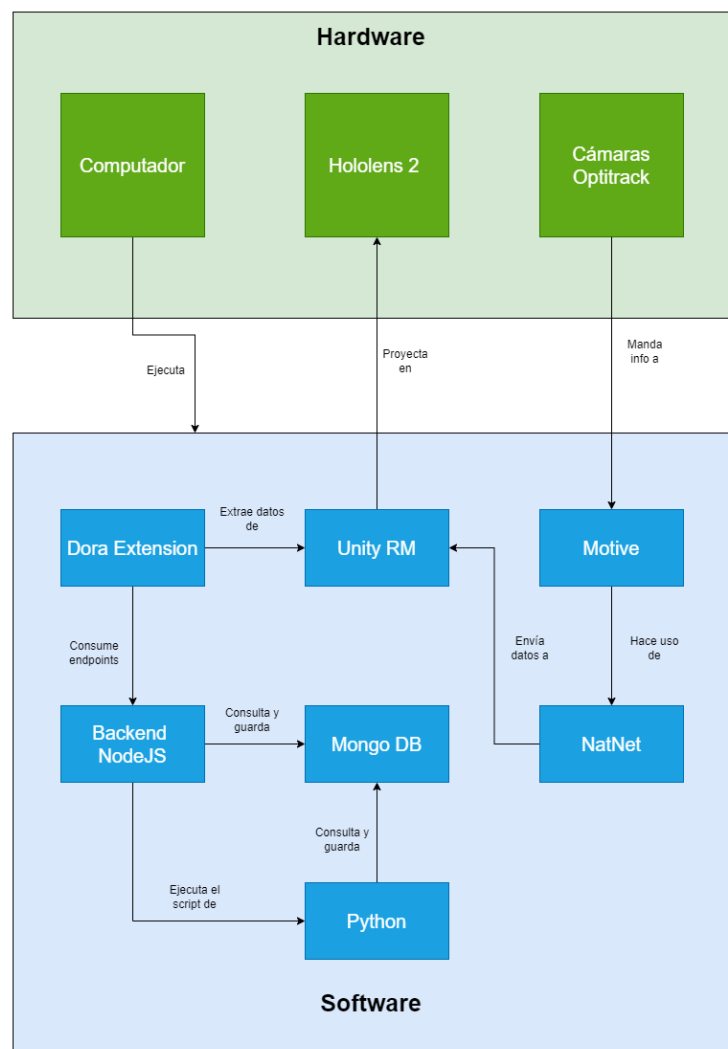 Hardware
Computador
Hololens 2
Cámaras
Optitrack
Ejecuta
Proyecta
en
Manda
info a
Dora Extension
Extrae datos
de
Unity RM
Motive
Consume
endpoints
Envía
datos a
Hace uso
de
Backend
NodeJS
Consulta y
guarda
Mongo DB
NatNet
Consulta y
guarda
Ejecuta el
script de
Python
Software